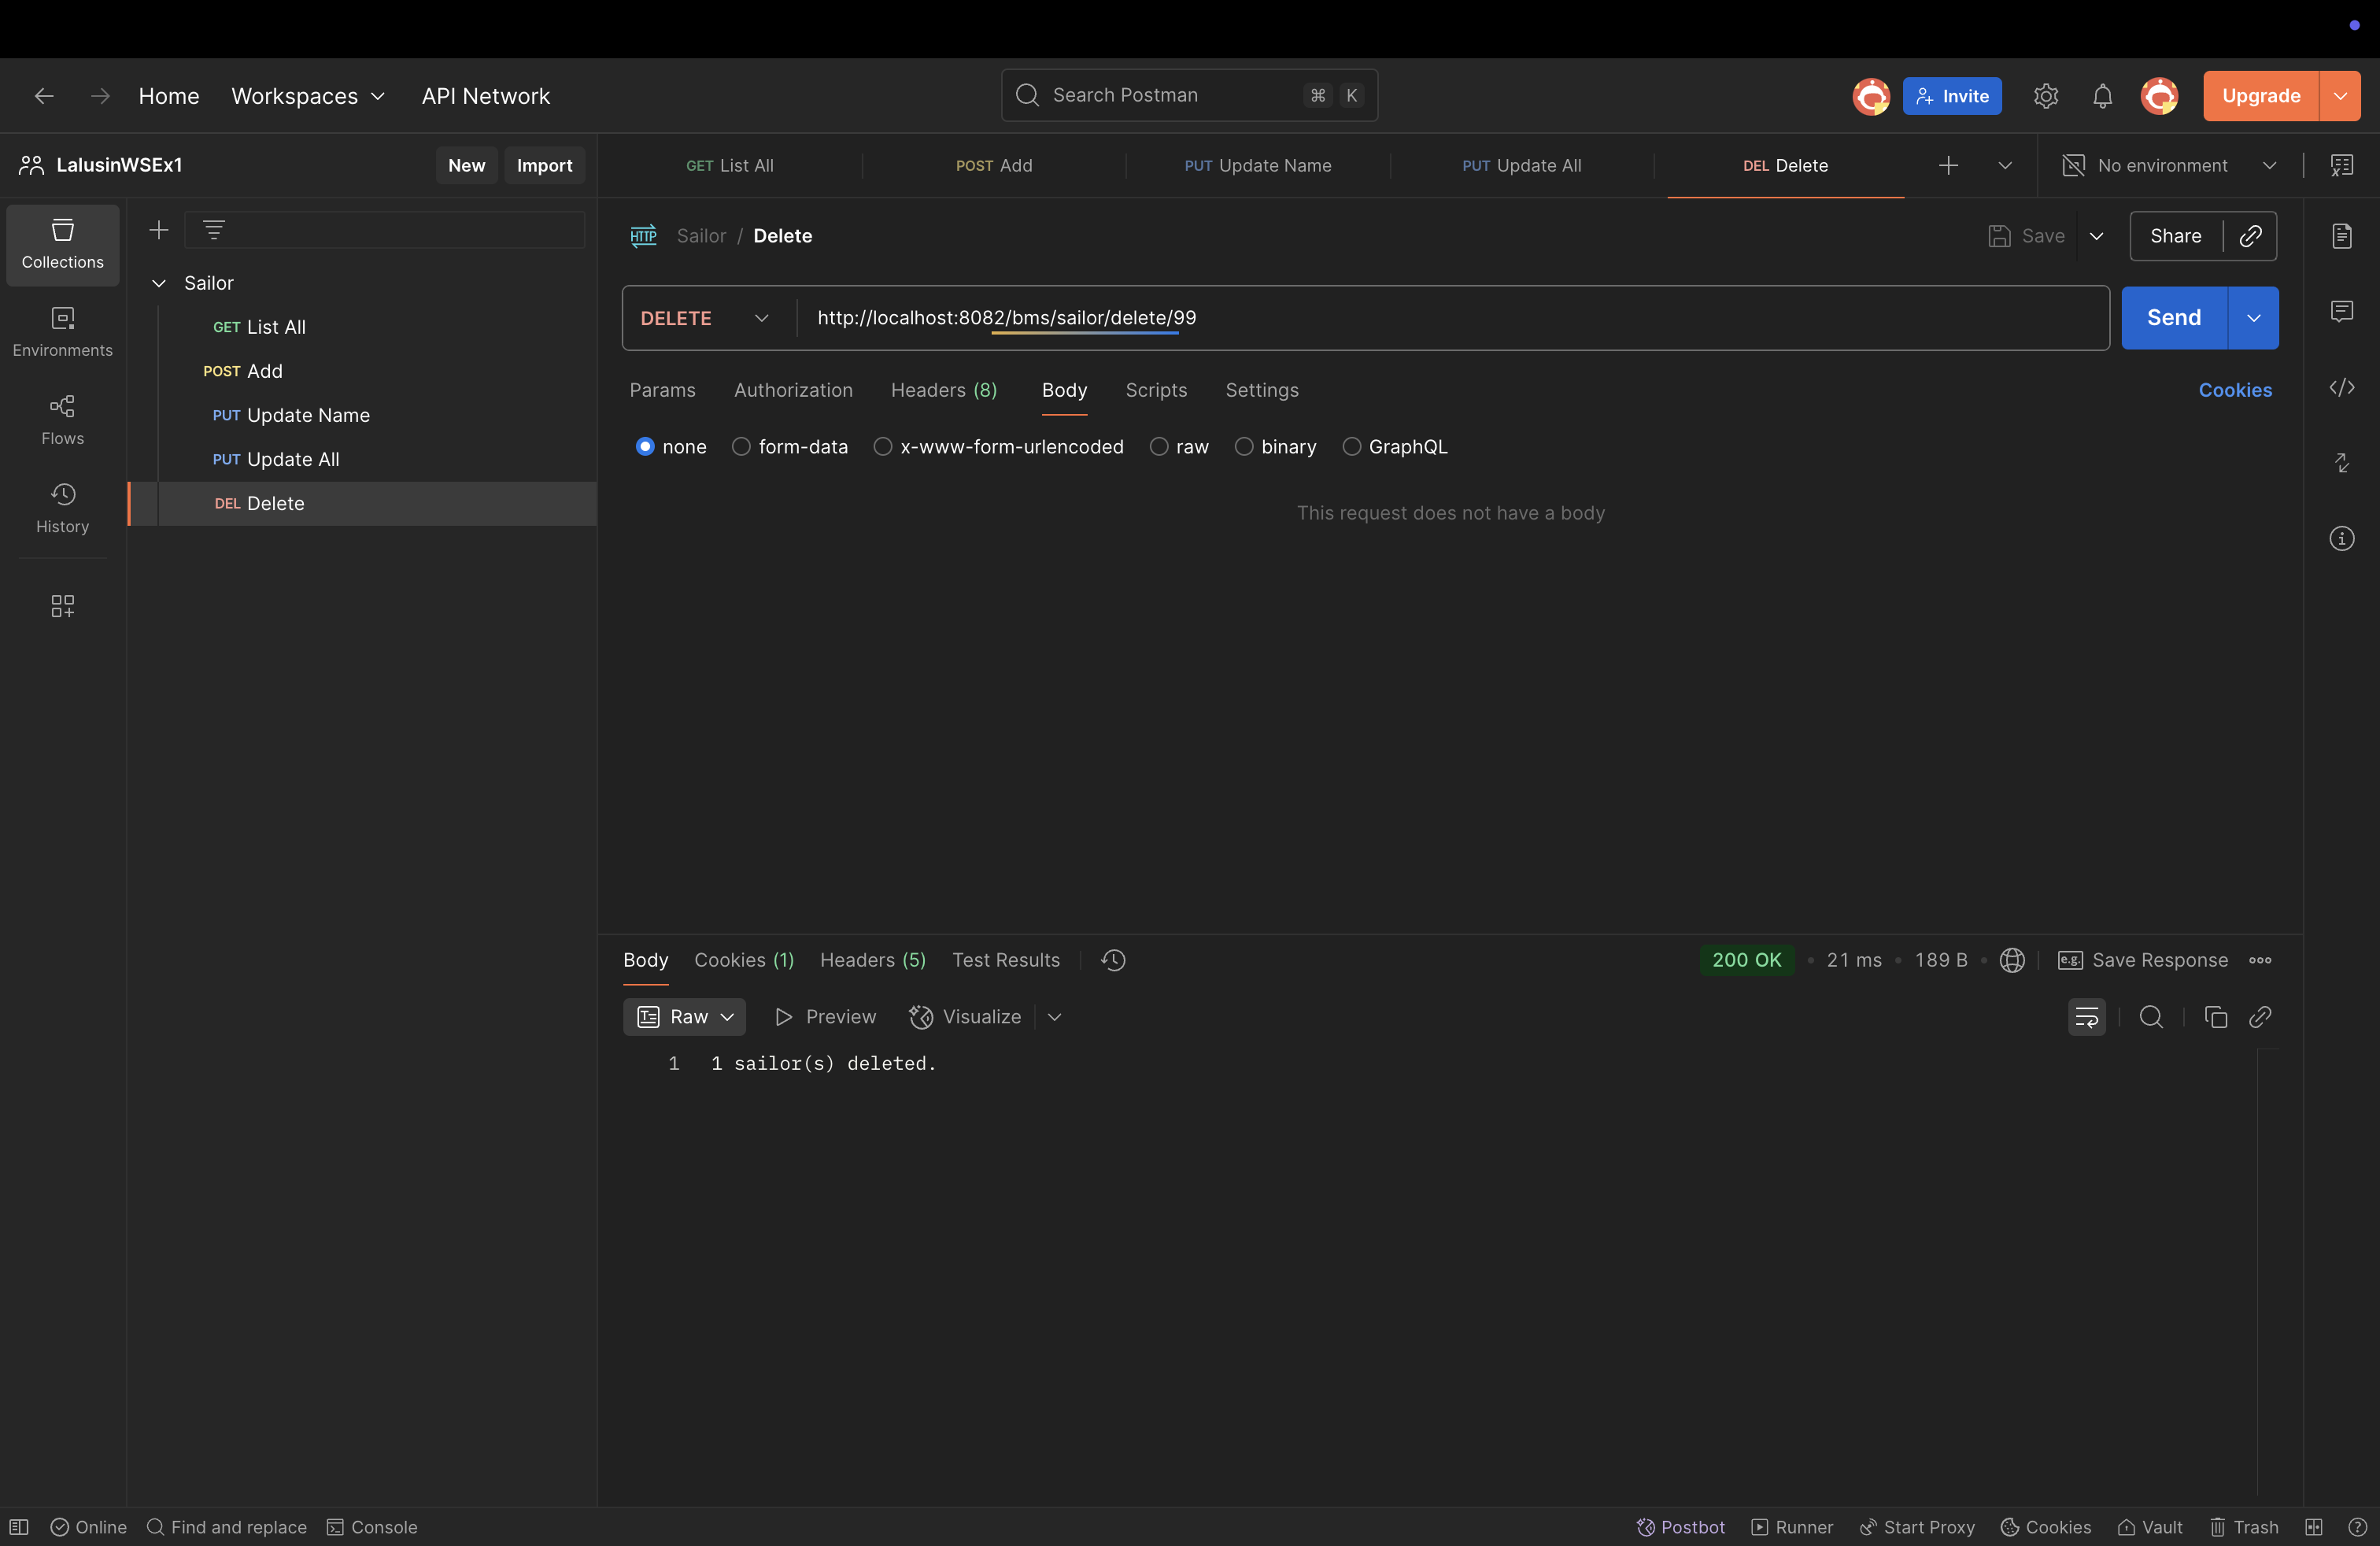 Home Workspaces API Network Search Postman ⌘ K Invite Upgrade
LalusinWSEx1 New Import GET List All POST Add PUT Update Name PUT Update All DEL Delete No environment
Collections
Environments
Flows
History
Sailor
GET List All
POST Add
PUT Update Name
PUT Update All
DEL Delete
HTTP Sailor / Delete Save Share
DELETE http://localhost:8082/bms/sailor/delete/99 Send
Params Authorization Headers (8) Body Scripts Settings Cookies
none form-data x-www-form-urlencoded raw binary GraphQL
This request does not have a body
Body Cookies (1) Headers (5) Test Results 200 OK • 21 ms • 189 B • e.g. Save Response
Raw Preview Visualize
1 1 sailor(s) deleted.
Online Find and replace Console Postbot Runner Start Proxy Cookies Vault Trash